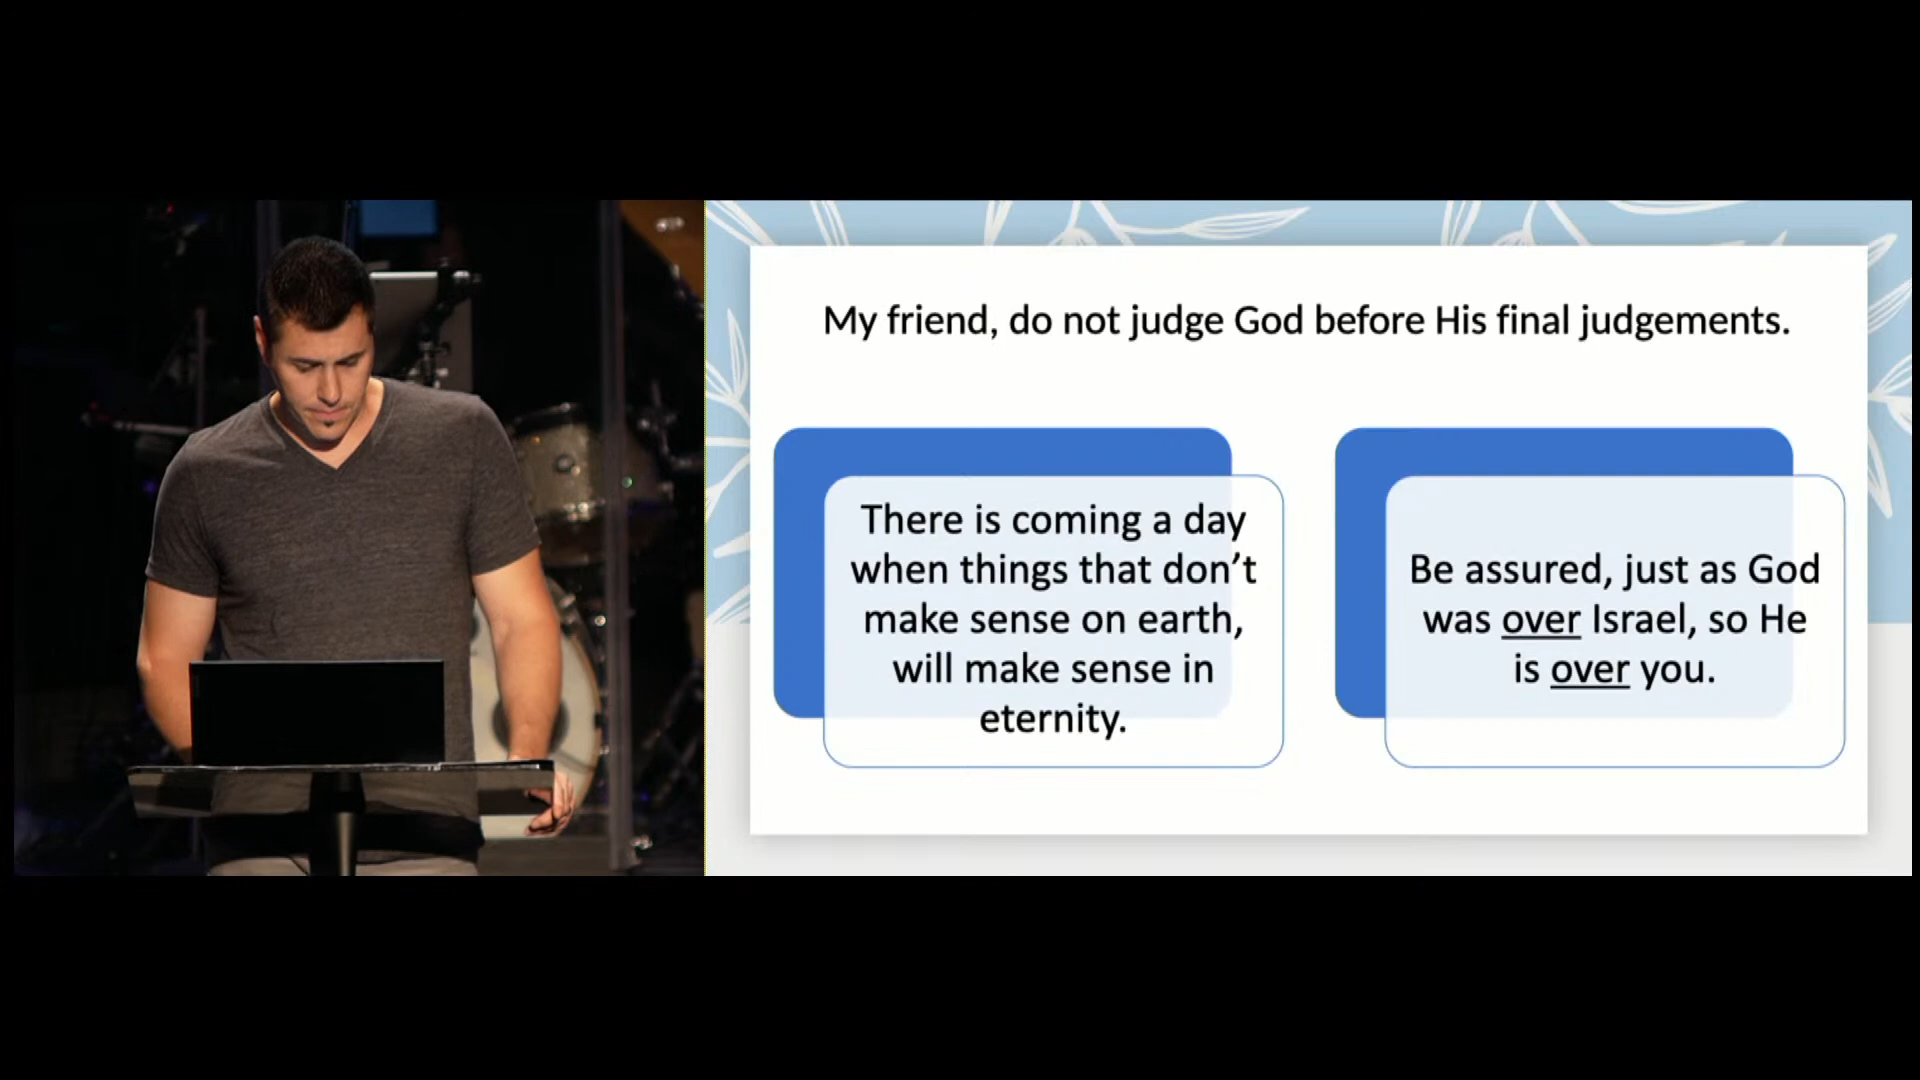 My friend, do not judge God before His final judgements.
There is coming a day
when things that don’t
make sense on earth,
will make sense in
eternity.
Be assured, just as God
was over Israel, so He
is over you.